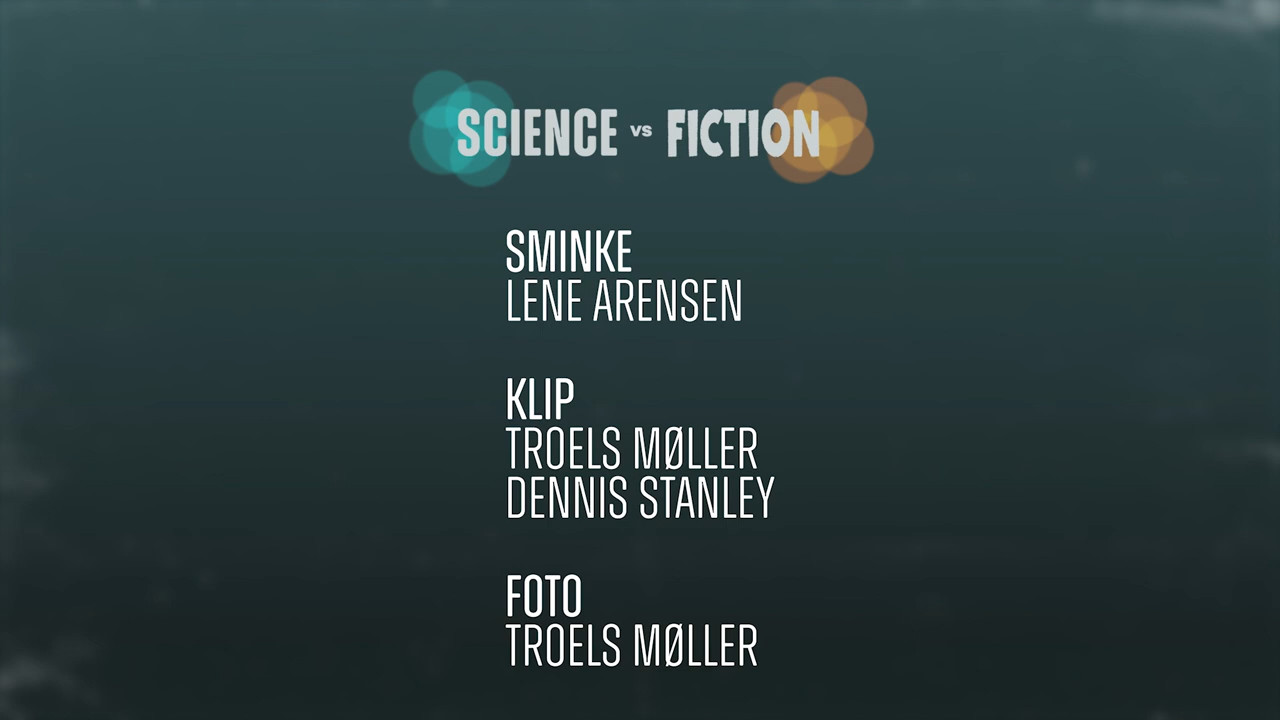 SCIENCE vs FICTION
SMINKE
LENE ARENSEN
KLIP
TROELS MØLLER
DENNIS STANLEY
FOTO
TROELS MØLLER